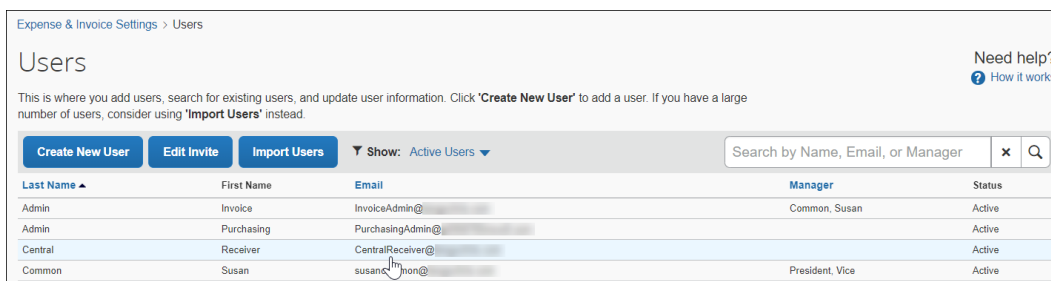 Expense & Invoice Settings > Users
Users
Need help?
How it works
This is where you add users, search for existing users, and update user information. Click 'Create New User' to add a user. If you have a large
number of users, consider using 'Import Users' instead.
Create New User Edit Invite Import Users Show: Active Users Search by Name, Email, or Manager
Last Name First Name Email Manager Status
Admin Invoice InvoiceAdmin@ Common, Susan Active
Admin Purchasing PurchasingAdmin@ Active
Central Receiver CentralReceiver@ Active
Common Susan President, Vice Active